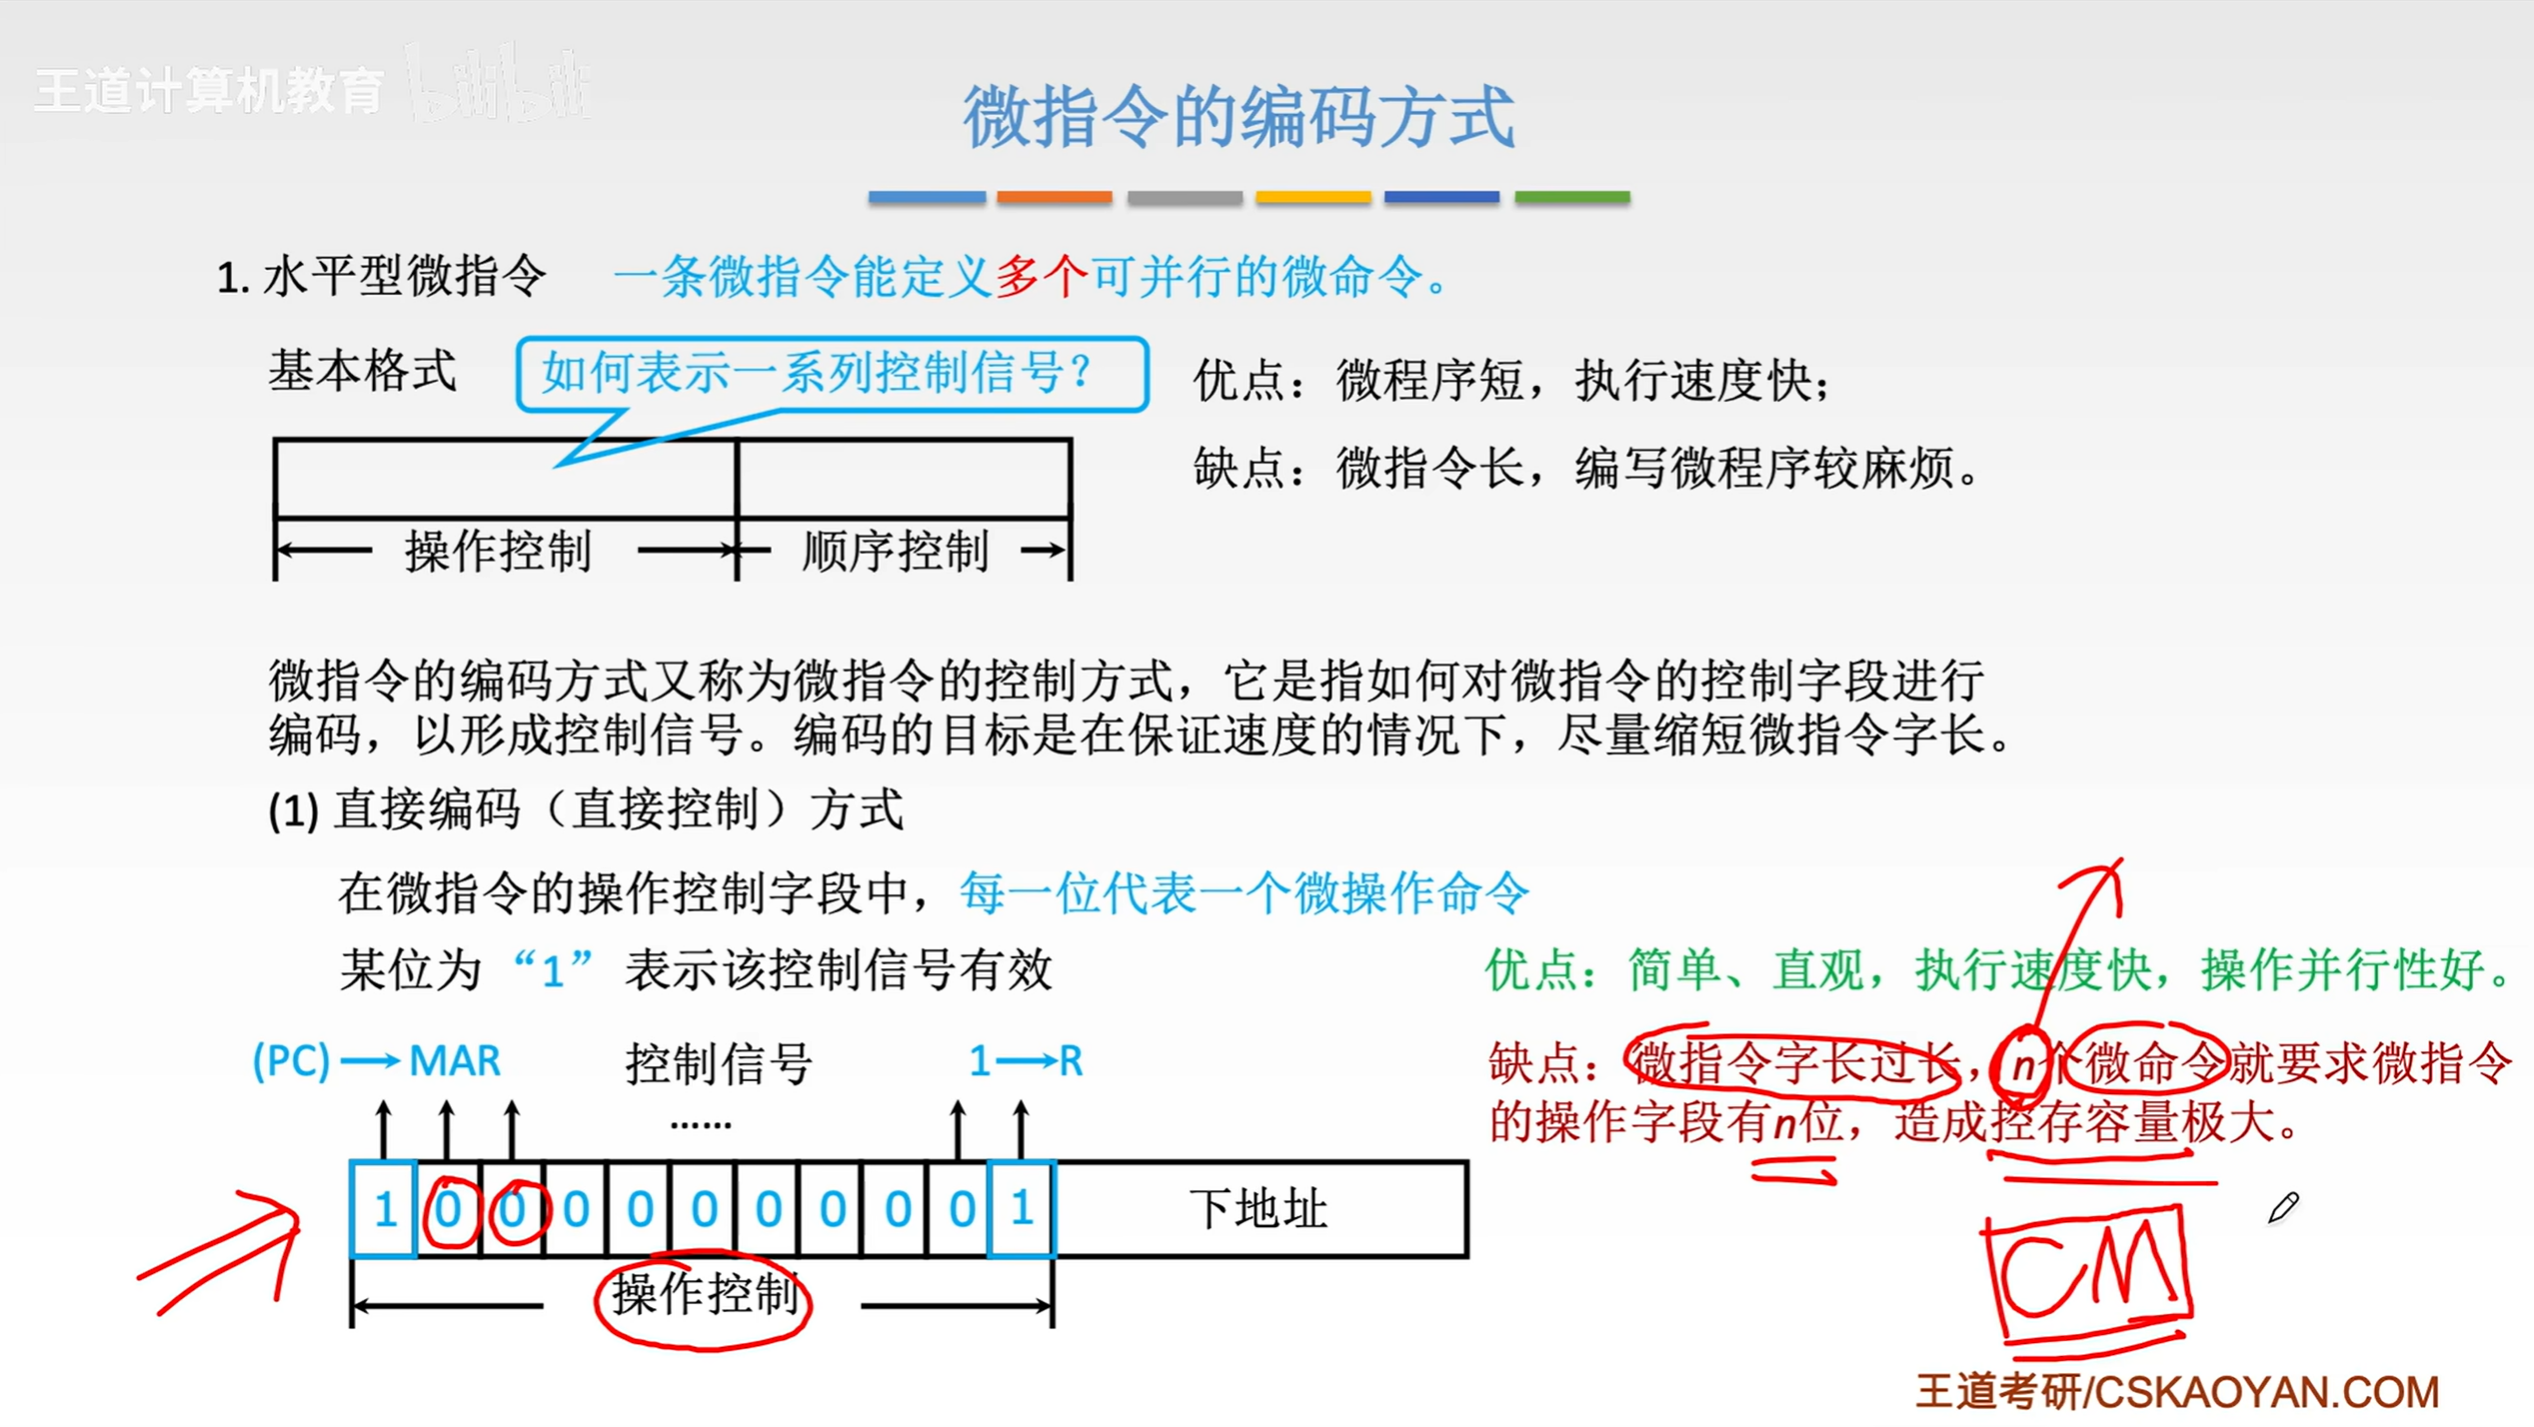 王道计算机教育 bilibili
微指令的编码方式
1. 水平型微指令 一条微指令能定义多个可并行的微命令。
基本格式 如何表示一系列控制信号？
优点：微程序短，执行速度快；
缺点：微指令长，编写微程序较麻烦。
操作控制 顺序控制
微指令的编码方式又称为微指令的控制方式，它是指如何对微指令的控制字段进行
编码，以形成控制信号。编码的目标是在保证速度的情况下，尽量缩短微指令字长。
(1) 直接编码（直接控制）方式
在微指令的操作控制字段中，每一位代表一个微操作命令
某位为“1”表示该控制信号有效
优点：简单、直观，执行速度快，操作并行性好。
缺点：微指令字长过长，n个微命令就要求微指令
的操作字段有n位，造成控存容量极大。
(PC)→MAR 控制信号 1→R
……
1 0 0 0 0 0 0 0 0 0 1 下地址
操作控制
CM
王道考研/CSKAOYAN.COM